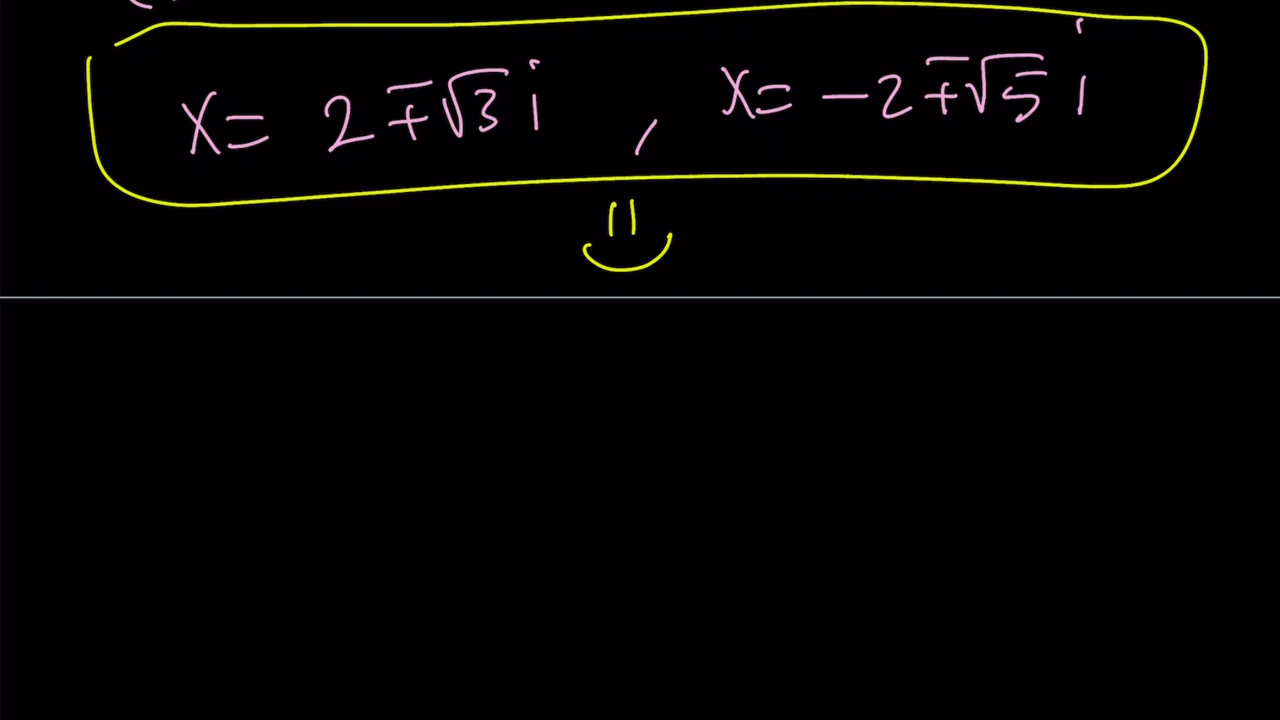 x = 2 ∓ √3 i , x = -2 ∓ √5 i